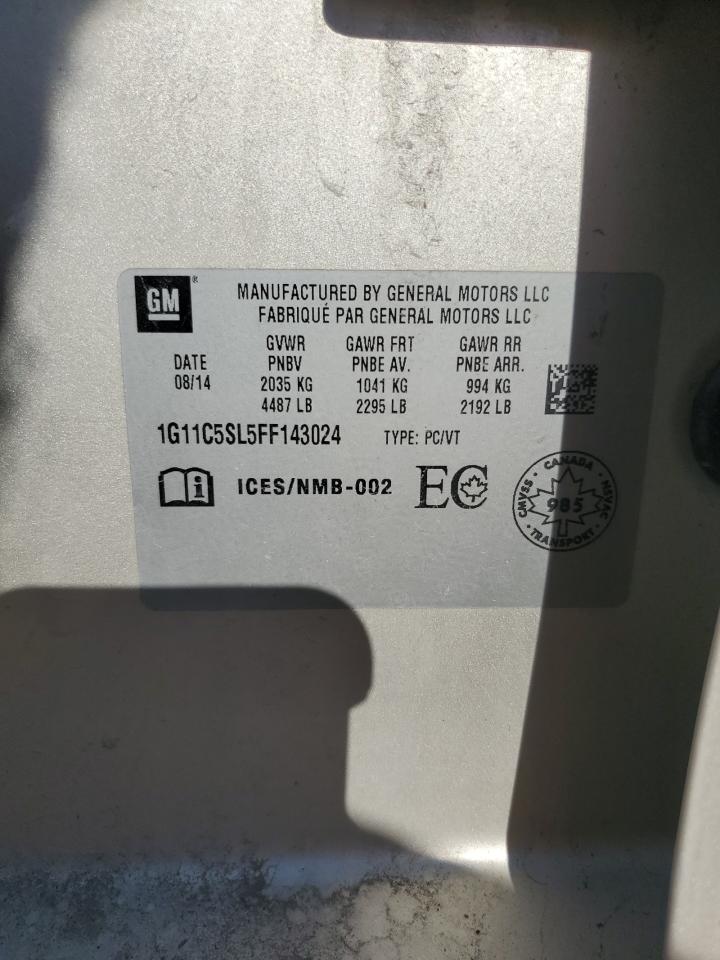 GM ®
MANUFACTURED BY GENERAL MOTORS LLC
FABRIQUÉ PAR GENERAL MOTORS LLC
GVWR GAWR FRT GAWR RR
DATE PNBV PNBE AV. PNBE ARR.
08/14 2035 KG 1041 KG 994 KG
4487 LB 2295 LB 2192 LB
1G11C5SL5FF143024 TYPE: PC/VT
i ICES/NMB-002 EC
CANADA
CMVSS · NSVAC
985
· TRANSPORT ·